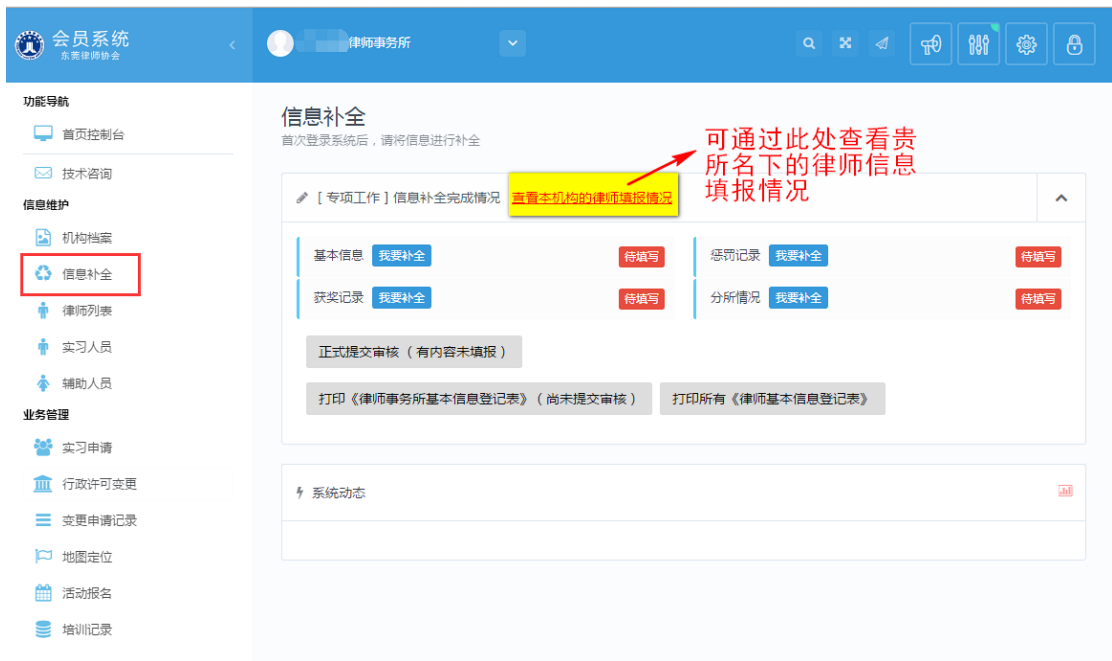 会员系统
东莞律师协会
律师事务所
功能导航
首页控制台
技术咨询
信息维护
机构档案
信息补全
律师列表
实习人员
辅助人员
业务管理
实习申请
行政许可变更
变更申请记录
地图定位
活动报名
培训记录
信息补全
首次登录系统后，请将信息进行补全
可通过此处查看贵
所名下的律师信息
填报情况
[ 专项工作 ] 信息补全完成情况 查看本机构的律师填报情况
基本信息 我要补全 待填写
惩罚记录 我要补全 待填写
获奖记录 我要补全 待填写
分所情况 我要补全 待填写
正式提交审核 （ 有内容未填报 ）
打印《律师事务所基本信息登记表》（ 尚未提交审核 ）
打印所有《律师基本信息登记表》
系统动态